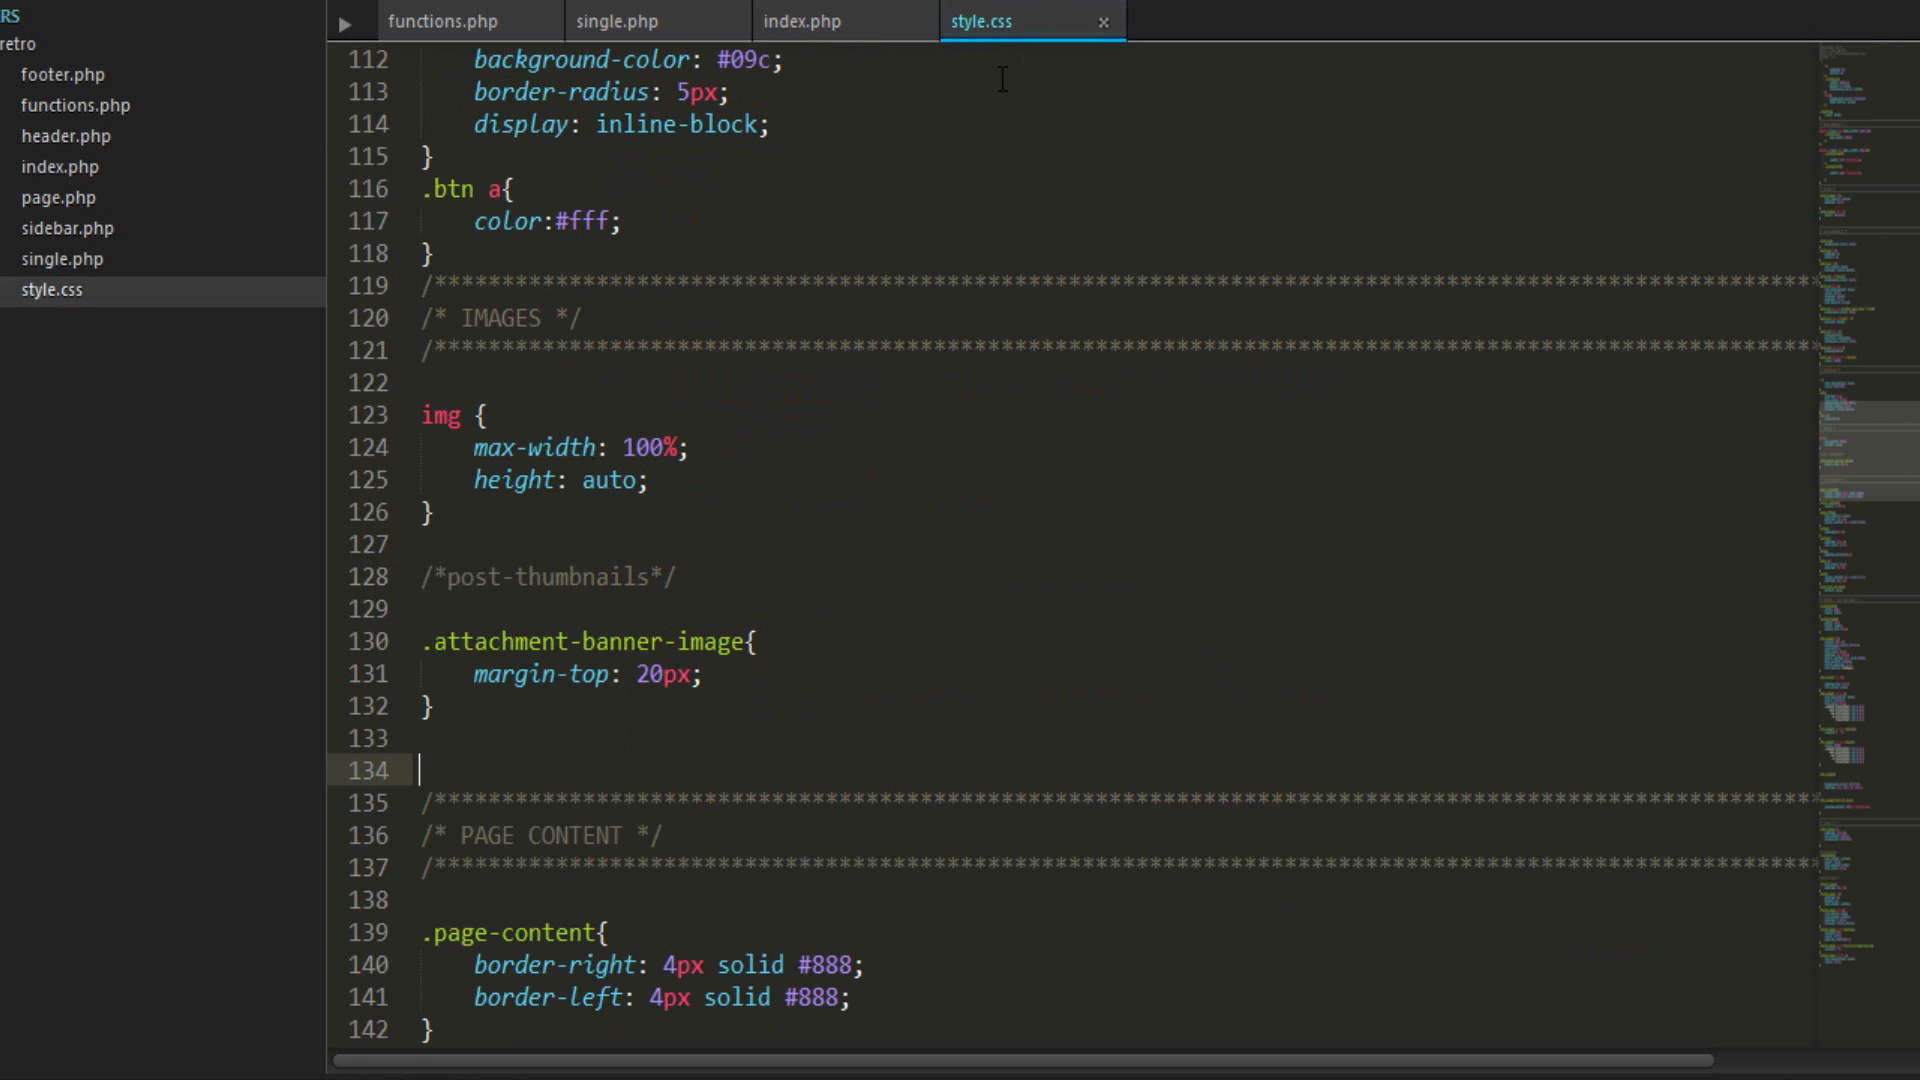 RS
retro
footer.php
functions.php
header.php
index.php
page.php
sidebar.php
single.php
style.css
functions.php single.php index.php style.css ×
112 background-color: #09c;
113 border-radius: 5px;
114 display: inline-block;
115 }
116 .btn a{
117 color:#fff;
118 }
119 /*******************************************************************************************************
120 /* IMAGES */
121 /*******************************************************************************************************
122
123 img {
124 max-width: 100%;
125 height: auto;
126 }
127
128 /*post-thumbnails*/
129
130 .attachment-banner-image{
131 margin-top: 20px;
132 }
133
134
135 /*******************************************************************************************************
136 /* PAGE CONTENT */
137 /*******************************************************************************************************
138
139 .page-content{
140 border-right: 4px solid #888;
141 border-left: 4px solid #888;
142 }